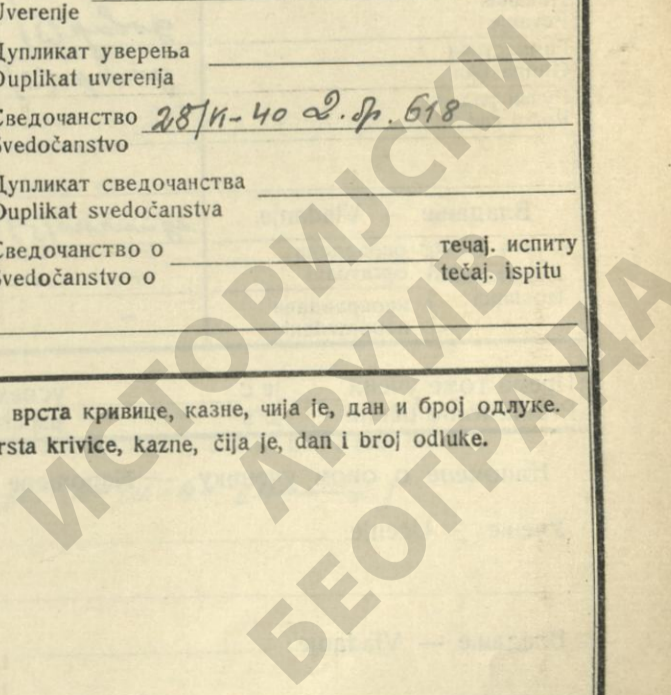 Uverenje
Дупликат уверења
Duplikat uverenja
Сведочанство 28/VI-40 Д. бр. 618
Svedočanstvo
Дупликат сведочанства
Duplikat svedočanstva
Сведочанство о течај. испиту
Svedočanstvo o tečaj. ispitu
врста кривице, казне, чија је, дан и број одлуке.
vrsta krivice, kazne, čija je, dan i broj odluke.
ИСТОРИЈСКИ
АРХИВ
БЕОГРАДА